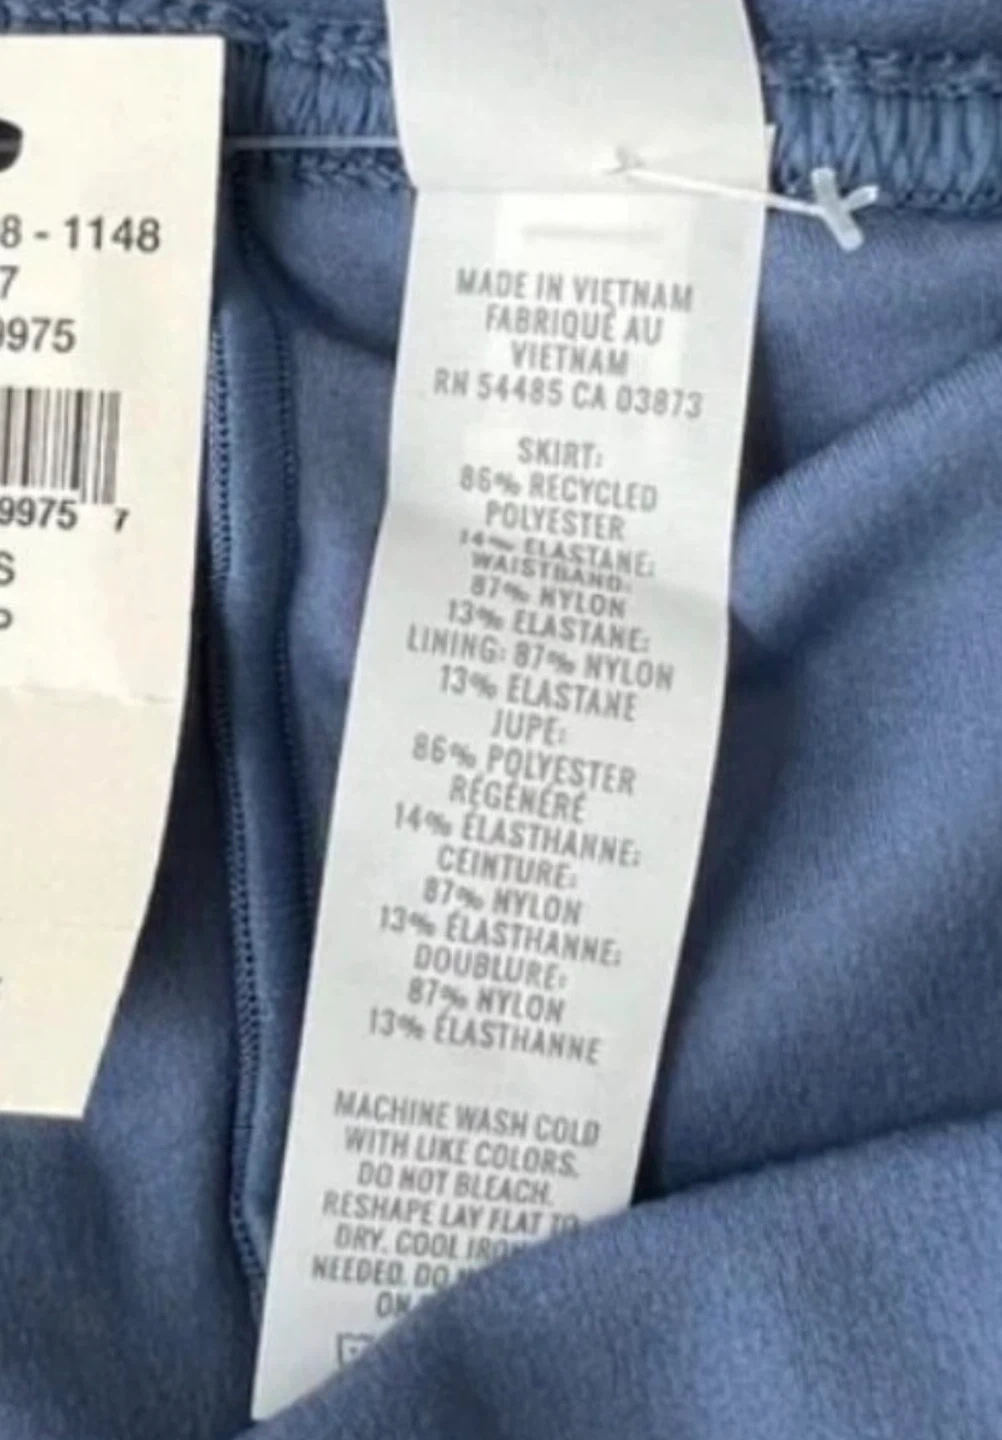 8 - 1148
7
9975
9975 7
S
P
MADE IN VIETNAM
FABRIQUÉ AU
VIETNAM
RN 54485 CA 03873
SKIRT:
86% RECYCLED
POLYESTER
14% ELASTANE;
WAISTBAND:
87% NYLON
13% ELASTANE;
LINING: 87% NYLON
13% ELASTANE
JUPE:
86% POLYESTER
RÉGÉNÉRÉ
14% ÉLASTHANNE;
CEINTURE:
87% NYLON
13% ÉLASTHANNE;
DOUBLURE:
87% NYLON
13% ÉLASTHANNE
MACHINE WASH COLD
WITH LIKE COLORS.
DO NOT BLEACH.
RESHAPE LAY FLAT TO
DRY. COOL IRON
NEEDED. DO
ON